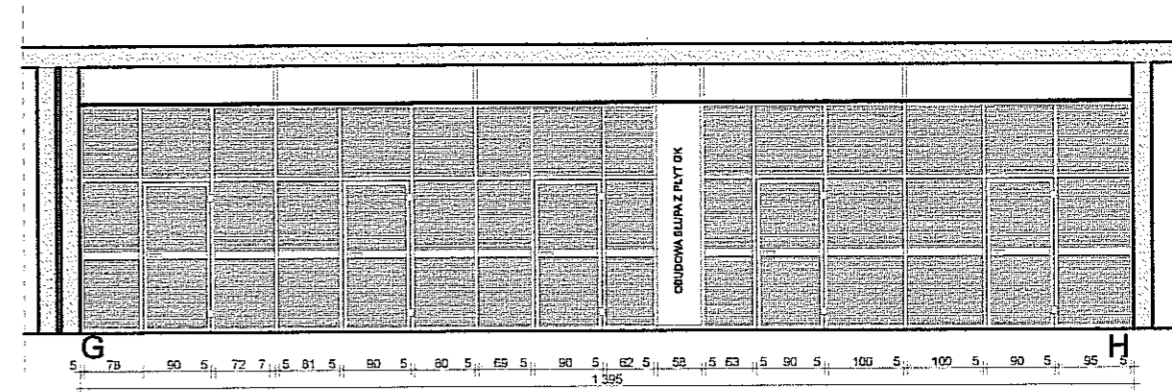 OBUDOWA SŁUPA Z PŁYT GK
G H
5 78 90 5 72 7 5 81 5 90 5 80 5 69 5 90 5 62 5 58 5 63 5 90 5 100 5 100 5 90 5 95 5
1 395